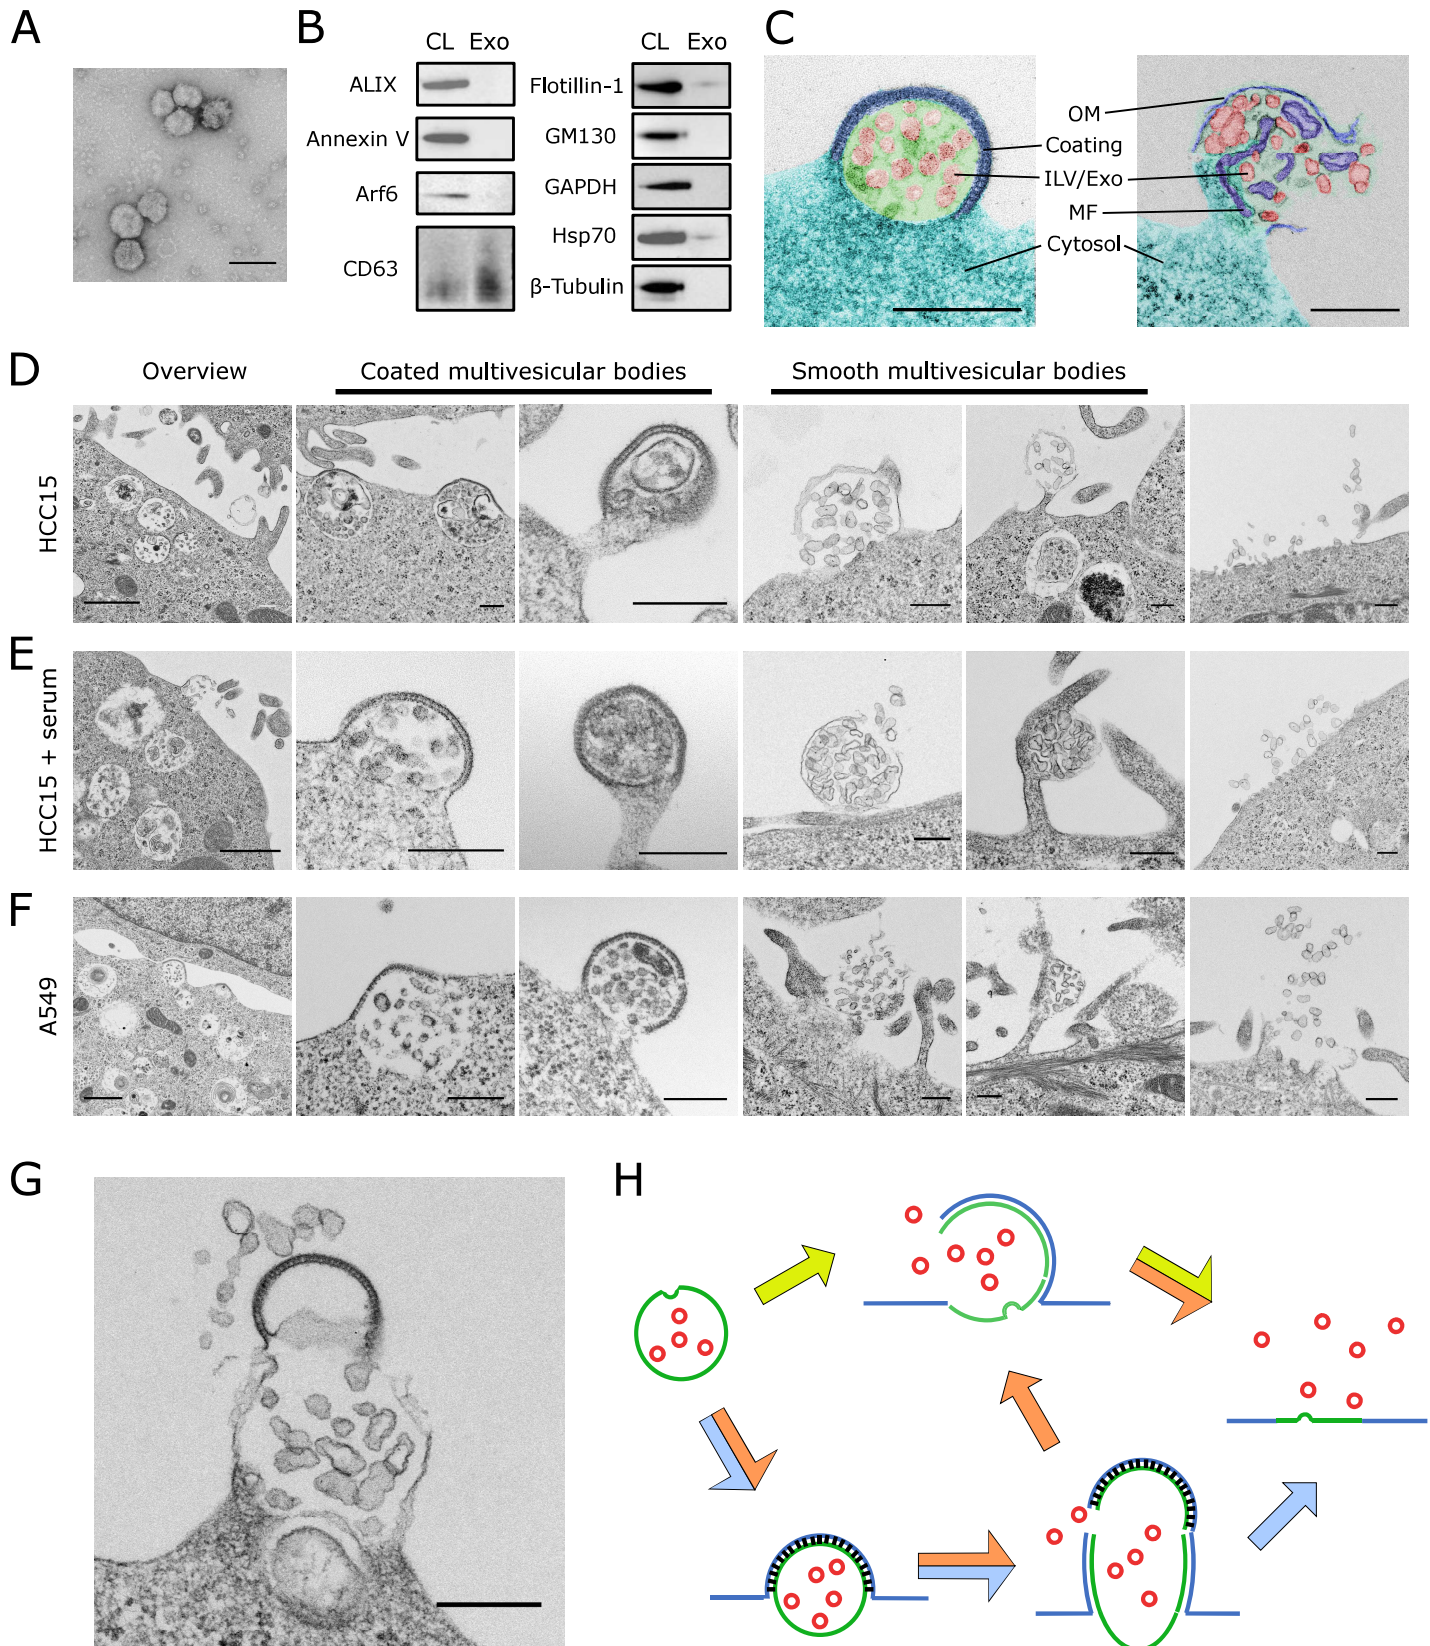 A
B
CL Exo
ALIX
Annexin V
Arf6
CD63
CL Exo
Flotillin-1
GM130
GAPDH
Hsp70
β-Tubulin
C
OM
Coating
ILV/Exo
MF
Cytosol
D
Overview
Coated multivesicular bodies
Smooth multivesicular bodies
HCC15
E
HCC15 + serum
F
A549
G
H